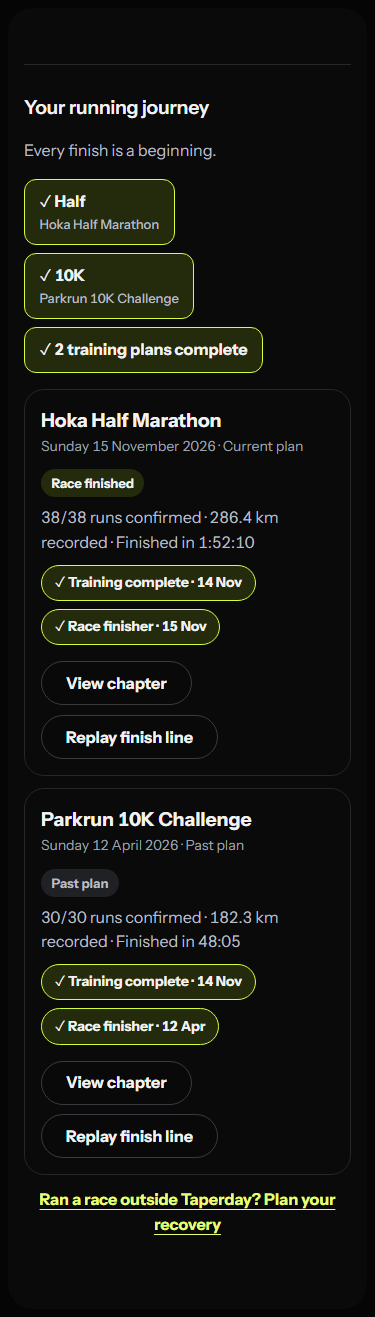 Your running journey
Every finish is a beginning.
✓ Half
Hoka Half Marathon
✓ 10K
Parkrun 10K Challenge
✓ 2 training plans complete
Hoka Half Marathon
Sunday 15 November 2026 · Current plan
Race finished
38/38 runs confirmed · 286.4 km
recorded · Finished in 1:52:10
✓ Training complete · 14 Nov
✓ Race finisher · 15 Nov
View chapter
Replay finish line
Parkrun 10K Challenge
Sunday 12 April 2026 · Past plan
Past plan
30/30 runs confirmed · 182.3 km
recorded · Finished in 48:05
✓ Training complete · 14 Nov
✓ Race finisher · 12 Apr
View chapter
Replay finish line
Ran a race outside Taperday? Plan your
recovery